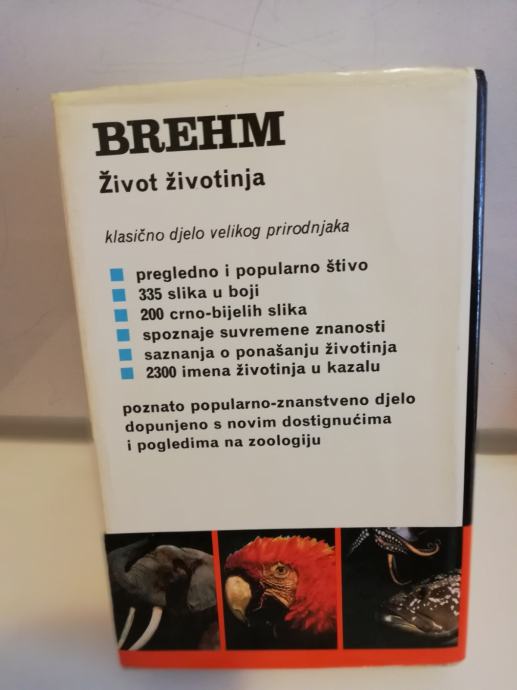 BREHM
Život životinja
klasično djelo velikog prirodnjaka
pregledno i popularno štivo
335 slika u boji
200 crno-bijelih slika
spoznaje suvremene znanosti
saznanja o ponašanju životinja
2300 imena životinja u kazalu
poznato popularno-znanstveno djelo
dopunjeno s novim dostignućima
i pogledima na zoologiju